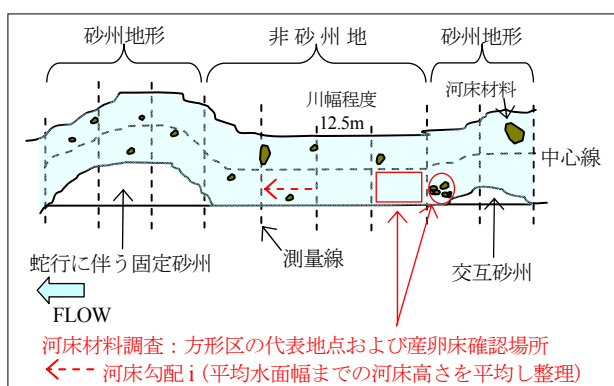 砂州地形
非 砂 州 地
砂州地形
川幅程度
12.5m
河床材料
中心線
蛇行に伴う固定砂州
測量線
交互砂州
FLOW
河床材料調査：方形区の代表地点および産卵床確認場所
河床勾配 i (平均水面幅までの河床高さを平均し整理)